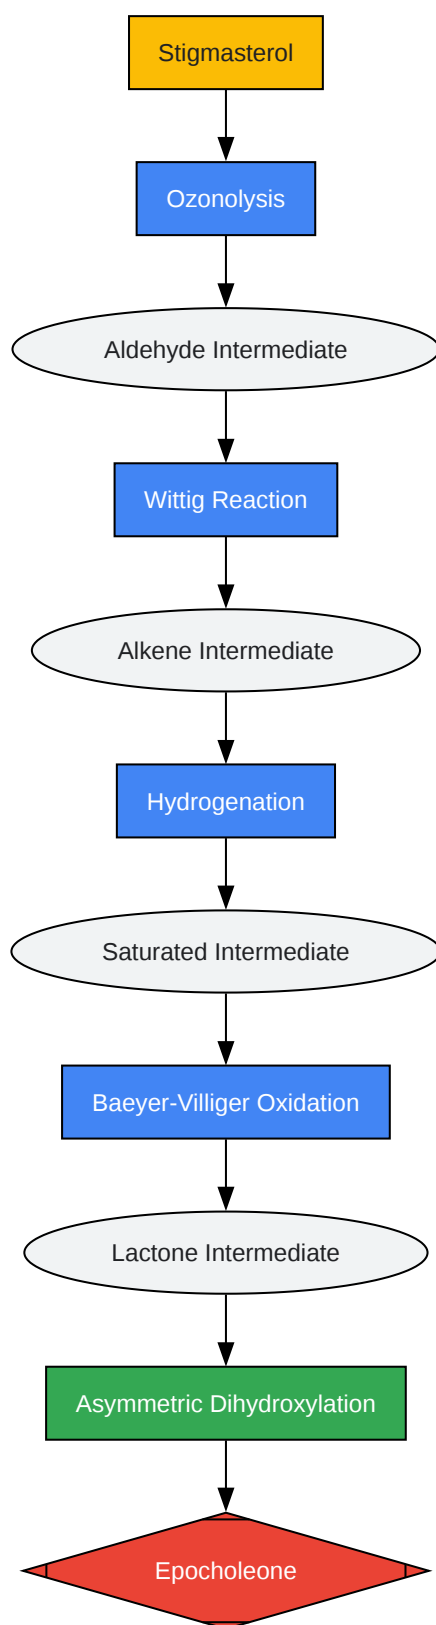 Stigmasterol
Ozonolysis
Aldehyde Intermediate
Wittig Reaction
Alkene Intermediate
Hydrogenation
Saturated Intermediate
Baeyer-Villiger Oxidation
Lactone Intermediate
Asymmetric Dihydroxylation
Epocholeone